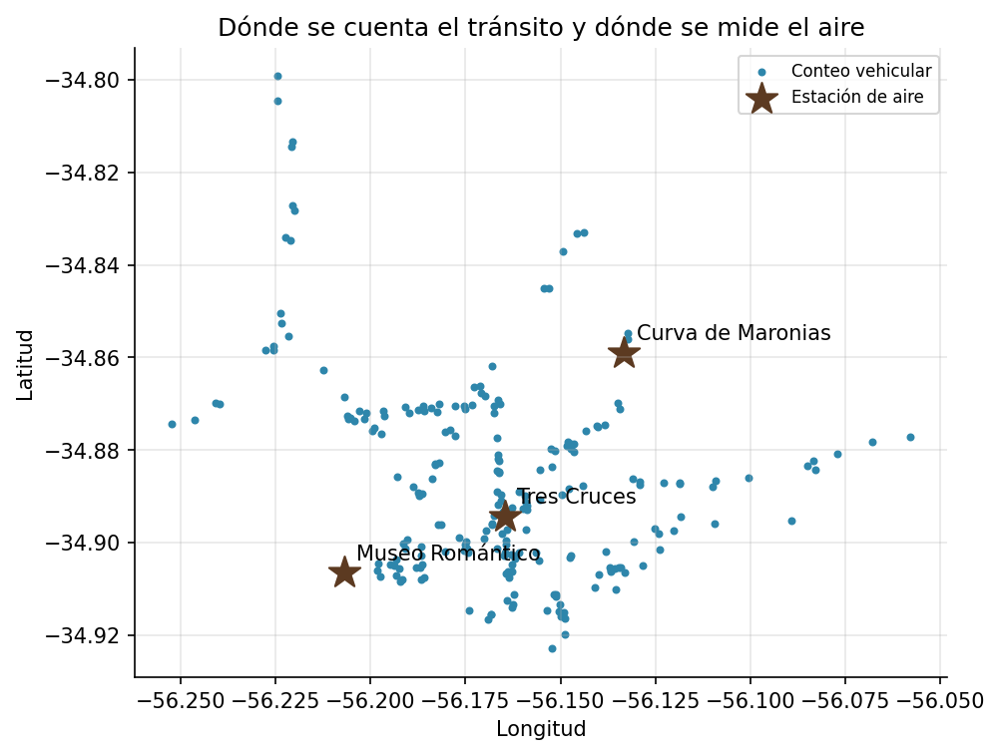 Dónde se cuenta el tránsito y dónde se mide el aire
Conteo vehicular
Estación de aire
−34.80
−34.82
−34.84
−34.86
−34.88
−34.90
−34.92
Latitud
Curva de Maronias
Tres Cruces
Museo Romántico
−56.250 −56.225 −56.200 −56.175 −56.150 −56.125 −56.100 −56.075 −56.050
Longitud